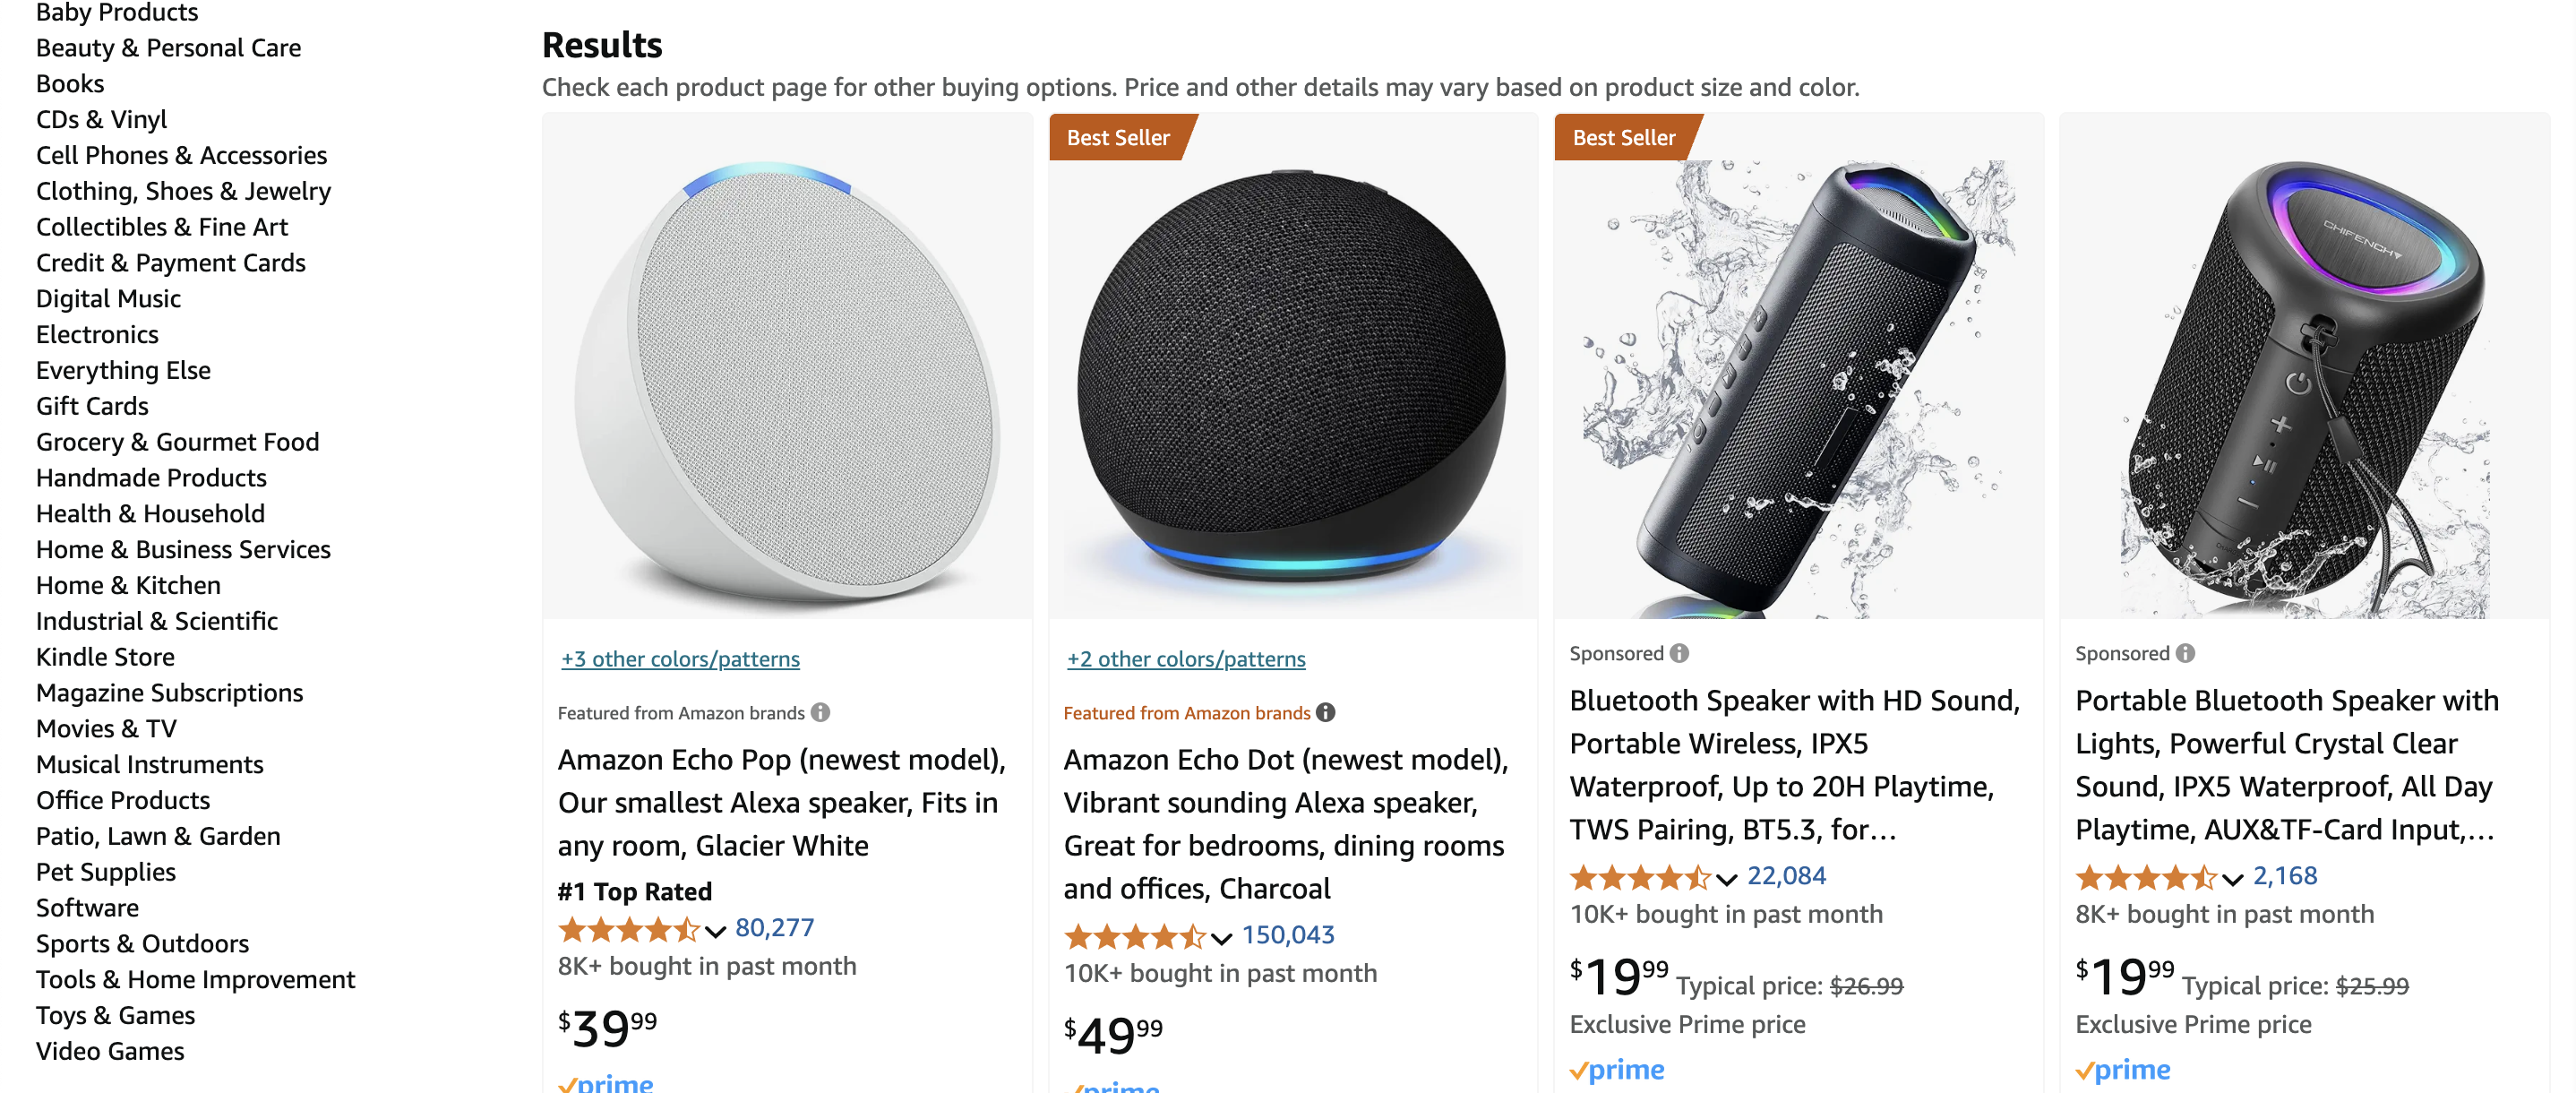 Baby Products
Beauty & Personal Care
Books
CDs & Vinyl
Cell Phones & Accessories
Clothing, Shoes & Jewelry
Collectibles & Fine Art
Credit & Payment Cards
Digital Music
Electronics
Everything Else
Gift Cards
Grocery & Gourmet Food
Handmade Products
Health & Household
Home & Business Services
Home & Kitchen
Industrial & Scientific
Kindle Store
Magazine Subscriptions
Movies & TV
Musical Instruments
Office Products
Patio, Lawn & Garden
Pet Supplies
Software
Sports & Outdoors
Tools & Home Improvement
Toys & Games
Video Games
Results
Check each product page for other buying options. Price and other details may vary based on product size and color.
+3 other colors/patterns
Featured from Amazon brands
Amazon Echo Pop (newest model),
Our smallest Alexa speaker, Fits in
any room, Glacier White
#1 Top Rated
80,277
8K+ bought in past month
$39.99
prime
Best Seller
+2 other colors/patterns
Featured from Amazon brands
Amazon Echo Dot (newest model),
Vibrant sounding Alexa speaker,
Great for bedrooms, dining rooms
and offices, Charcoal
150,043
10K+ bought in past month
$49.99
prime
Best Seller
Sponsored
Bluetooth Speaker with HD Sound,
Portable Wireless, IPX5
Waterproof, Up to 20H Playtime,
TWS Pairing, BT5.3, for…
22,084
10K+ bought in past month
$19.99 Typical price: $26.99
Exclusive Prime price
prime
CHIFENCHY
Sponsored
Portable Bluetooth Speaker with
Lights, Powerful Crystal Clear
Sound, IPX5 Waterproof, All Day
Playtime, AUX&TF-Card Input,…
2,168
8K+ bought in past month
$19.99 Typical price: $25.99
Exclusive Prime price
prime